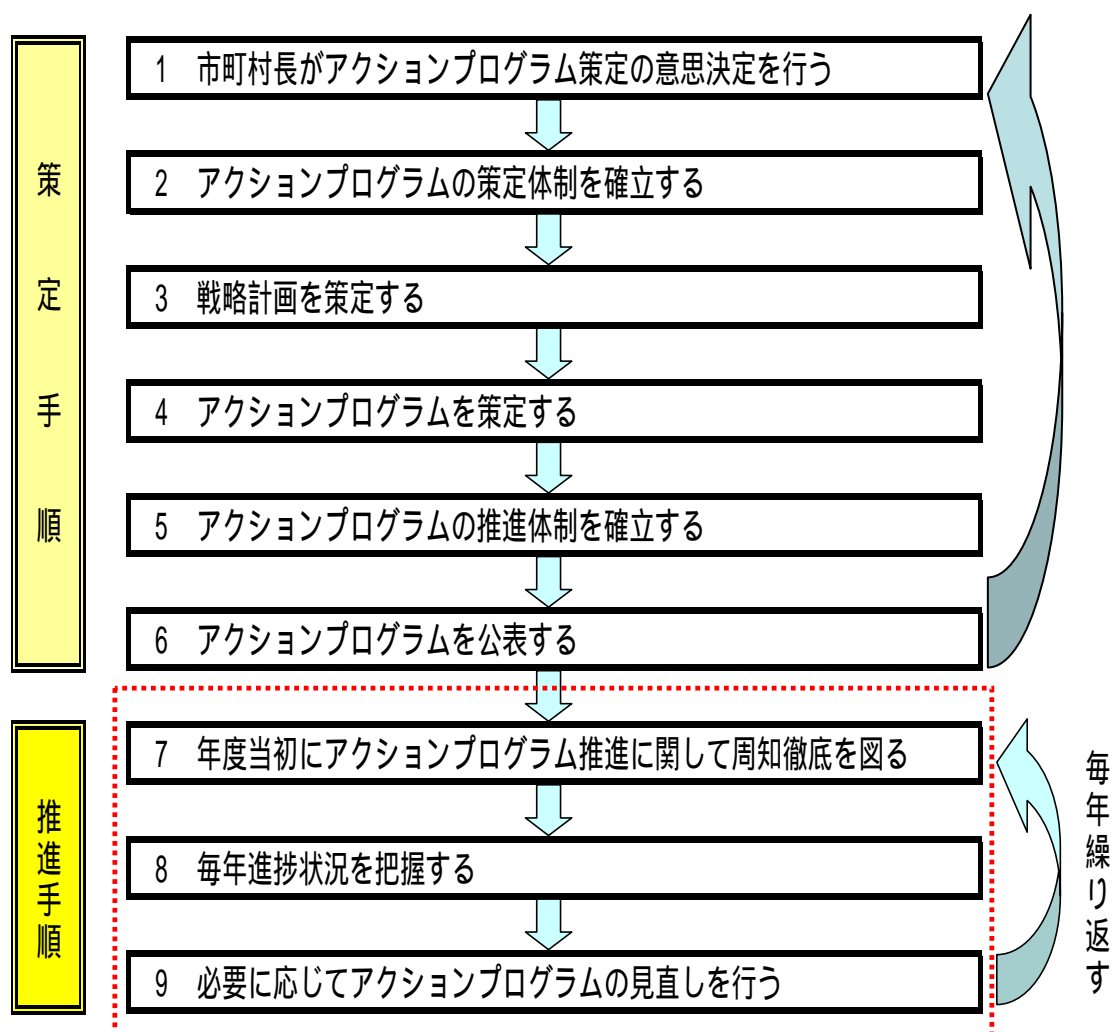 策定手順
1 市町村長がアクションプログラム策定の意思決定を行う
2 アクションプログラムの策定体制を確立する
3 戦略計画を策定する
4 アクションプログラムを策定する
5 アクションプログラムの推進体制を確立する
6 アクションプログラムを公表する
推進手順
7 年度当初にアクションプログラム推進に関して周知徹底を図る
8 毎年進捗状況を把握する
9 必要に応じてアクションプログラムの見直しを行う
毎年繰り返す